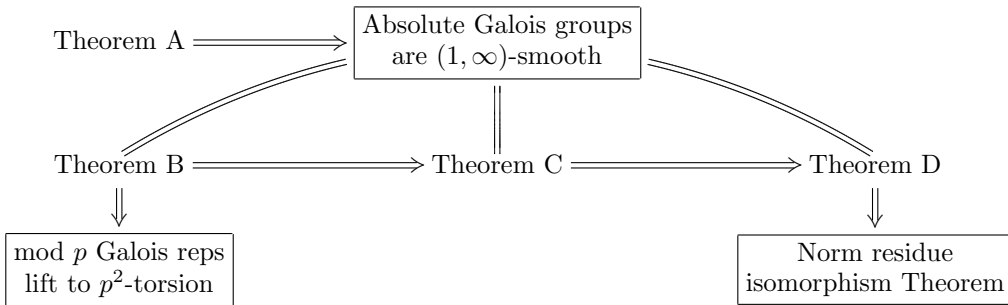 Theorem A
Absolute Galois groups
are (1, ∞)-smooth
Theorem B
Theorem C
Theorem D
mod p Galois reps
lift to p²-torsion
Norm residue
isomorphism Theorem